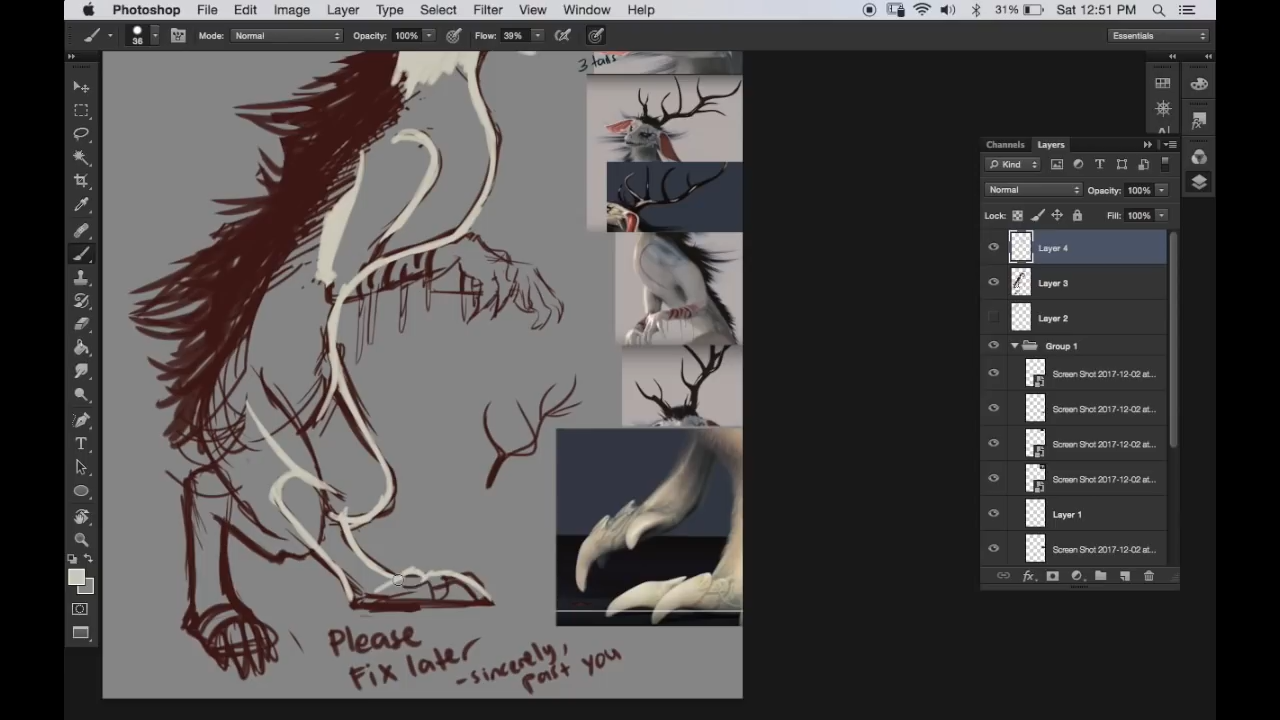 Photoshop File Edit Image Layer Type Select Filter View Window Help 31% Sat 12:51 PM
36 Mode: Normal Opacity: 100% Flow: 39% Essentials
3 tails
Channels Layers
Kind
Normal Opacity: 100%
Lock: Fill: 100%
Layer 4
Layer 3
Layer 2
Group 1
Screen Shot 2017-12-02 at...
Screen Shot 2017-12-02 at...
Screen Shot 2017-12-02 at...
Screen Shot 2017-12-02 at...
Layer 1
Screen Shot 2017-12-02 at...
Please
Fix later
-sincerely,
past you